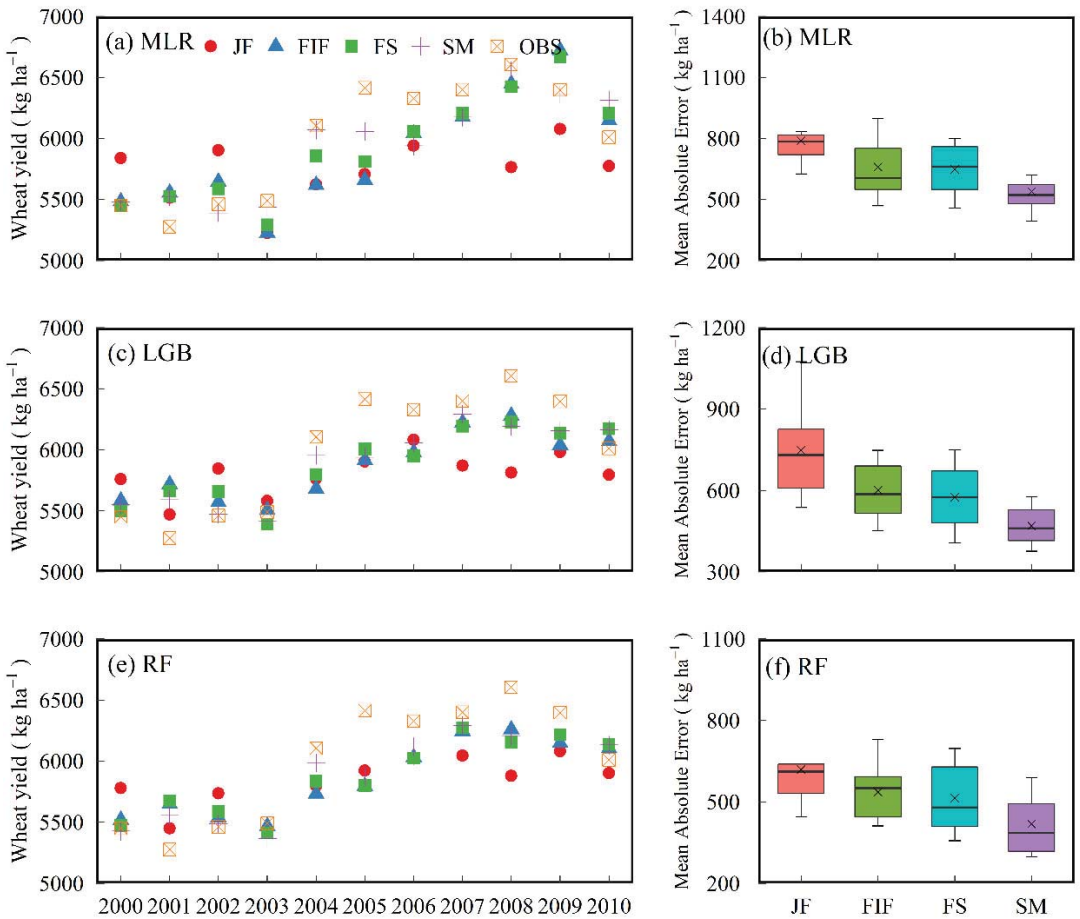 7000
6500
6000
5500
5000
Wheat yield ( kg ha⁻¹ )
(a) MLR JF FIF FS SM OBS
1400
1100
800
500
200
Mean Absolute Error ( kg ha⁻¹ )
(b) MLR
7000
6500
6000
5500
5000
Wheat yield ( kg ha⁻¹ )
(c) LGB
1200
900
600
300
Mean Absolute Error ( kg ha⁻¹ )
(d) LGB
7000
6500
6000
5500
5000
Wheat yield ( kg ha⁻¹ )
(e) RF
2000 2001 2002 2003 2004 2005 2006 2007 2008 2009 2010
1100
800
500
200
Mean Absolute Error ( kg ha⁻¹ )
(f) RF
JF FIF FS SM